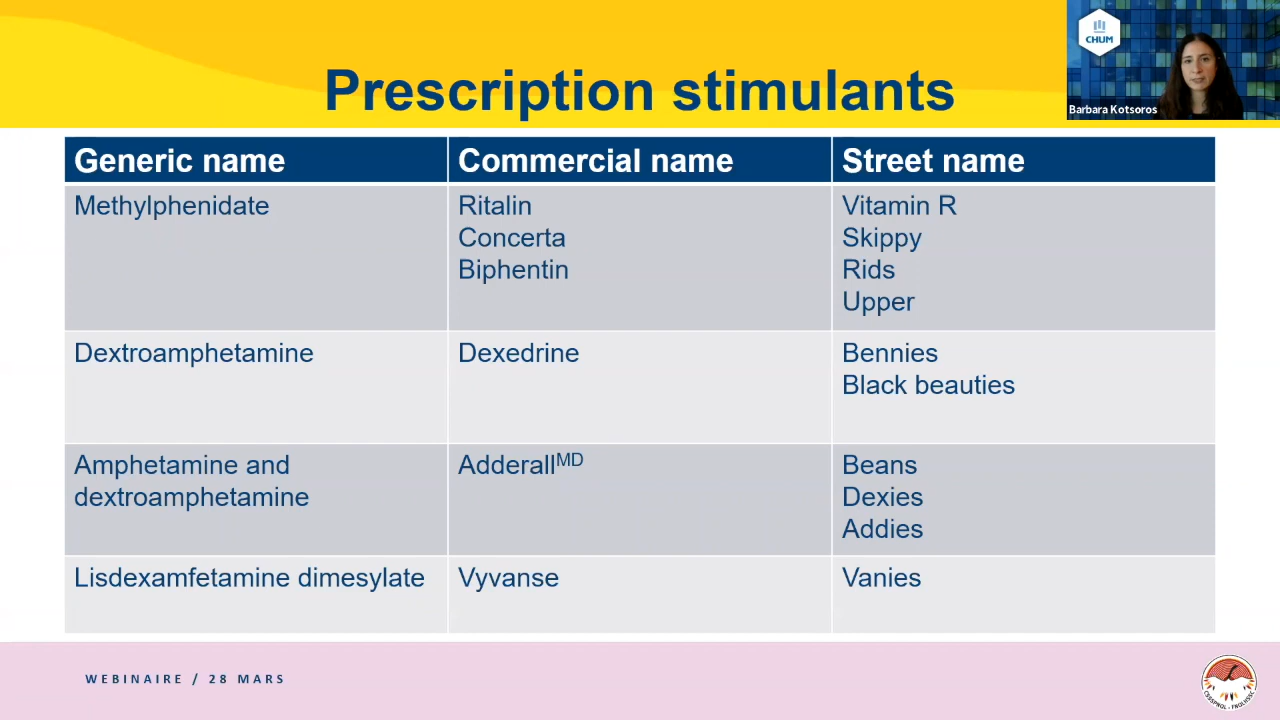 Prescription stimulants
CHUM
Barbara Kotsoros
Generic name
Commercial name
Street name
Methylphenidate
Ritalin
Concerta
Biphentin
Vitamin R
Skippy
Rids
Upper
Dextroamphetamine
Dexedrine
Bennies
Black beauties
Amphetamine and
dextroamphetamine
AdderallMD
Beans
Dexies
Addies
Lisdexamfetamine dimesylate
Vyvanse
Vanies
WEBINAIRE / 28 MARS
CSSSPNQL - FNQLHSSC